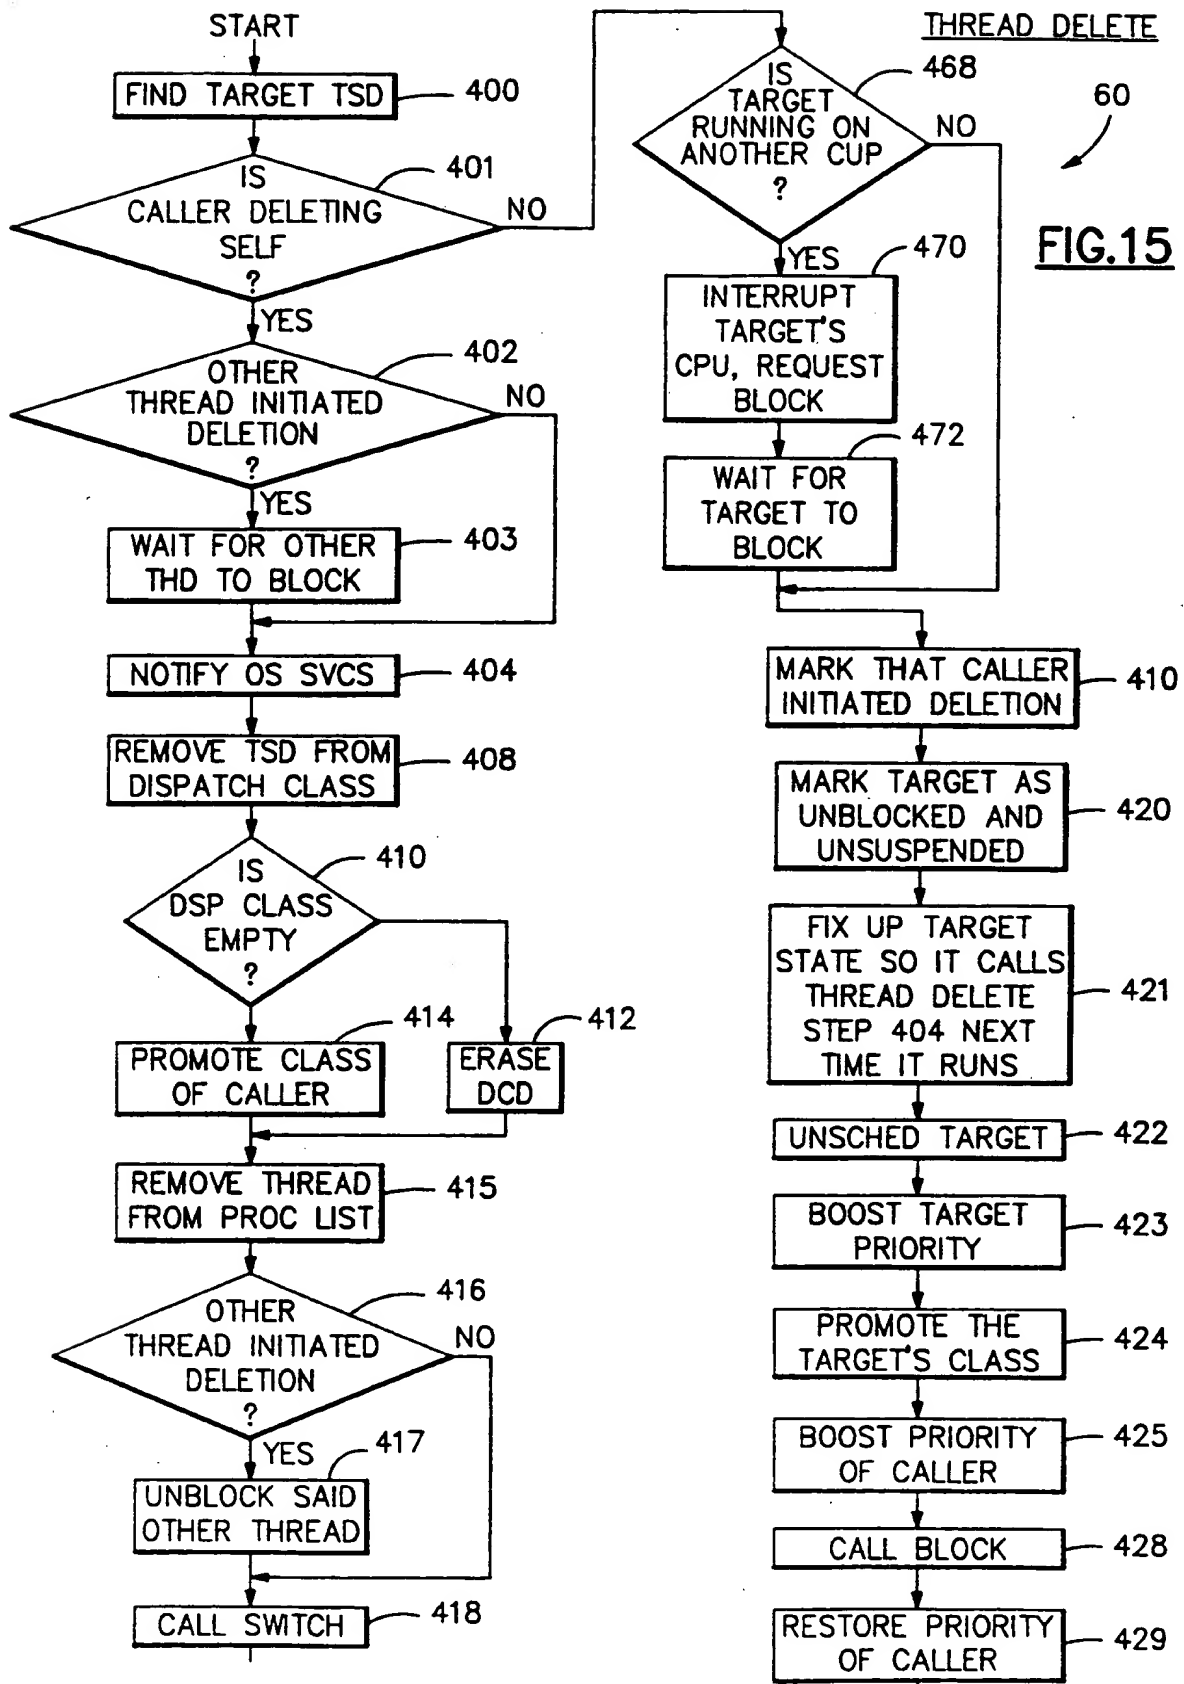 START
FIND TARGET TSD
400
IS
CALLER DELETING
SELF
?
401
NO
YES
OTHER
THREAD INITIATED
DELETION
?
402
NO
YES
WAIT FOR OTHER
THD TO BLOCK
403
NOTIFY OS SVCS
404
REMOVE TSD FROM
DISPATCH CLASS
408
IS
DSP CLASS
EMPTY
?
410
PROMOTE CLASS
OF CALLER
414
ERASE
DCD
412
REMOVE THREAD
FROM PROC LIST
415
OTHER
THREAD INITIATED
DELETION
?
416
NO
YES
UNBLOCK SAID
OTHER THREAD
417
CALL SWITCH
418
THREAD DELETE
60
FIG.15
IS
TARGET
RUNNING ON
ANOTHER CUP
?
468
NO
YES
INTERRUPT
TARGET'S
CPU, REQUEST
BLOCK
470
WAIT FOR
TARGET TO
BLOCK
472
MARK THAT CALLER
INITIATED DELETION
410
MARK TARGET AS
UNBLOCKED AND
UNSUSPENDED
420
FIX UP TARGET
STATE SO IT CALLS
THREAD DELETE
STEP 404 NEXT
TIME IT RUNS
421
UNSCHED TARGET
422
BOOST TARGET
PRIORITY
423
PROMOTE THE
TARGET'S CLASS
424
BOOST PRIORITY
OF CALLER
425
CALL BLOCK
428
RESTORE PRIORITY
OF CALLER
429